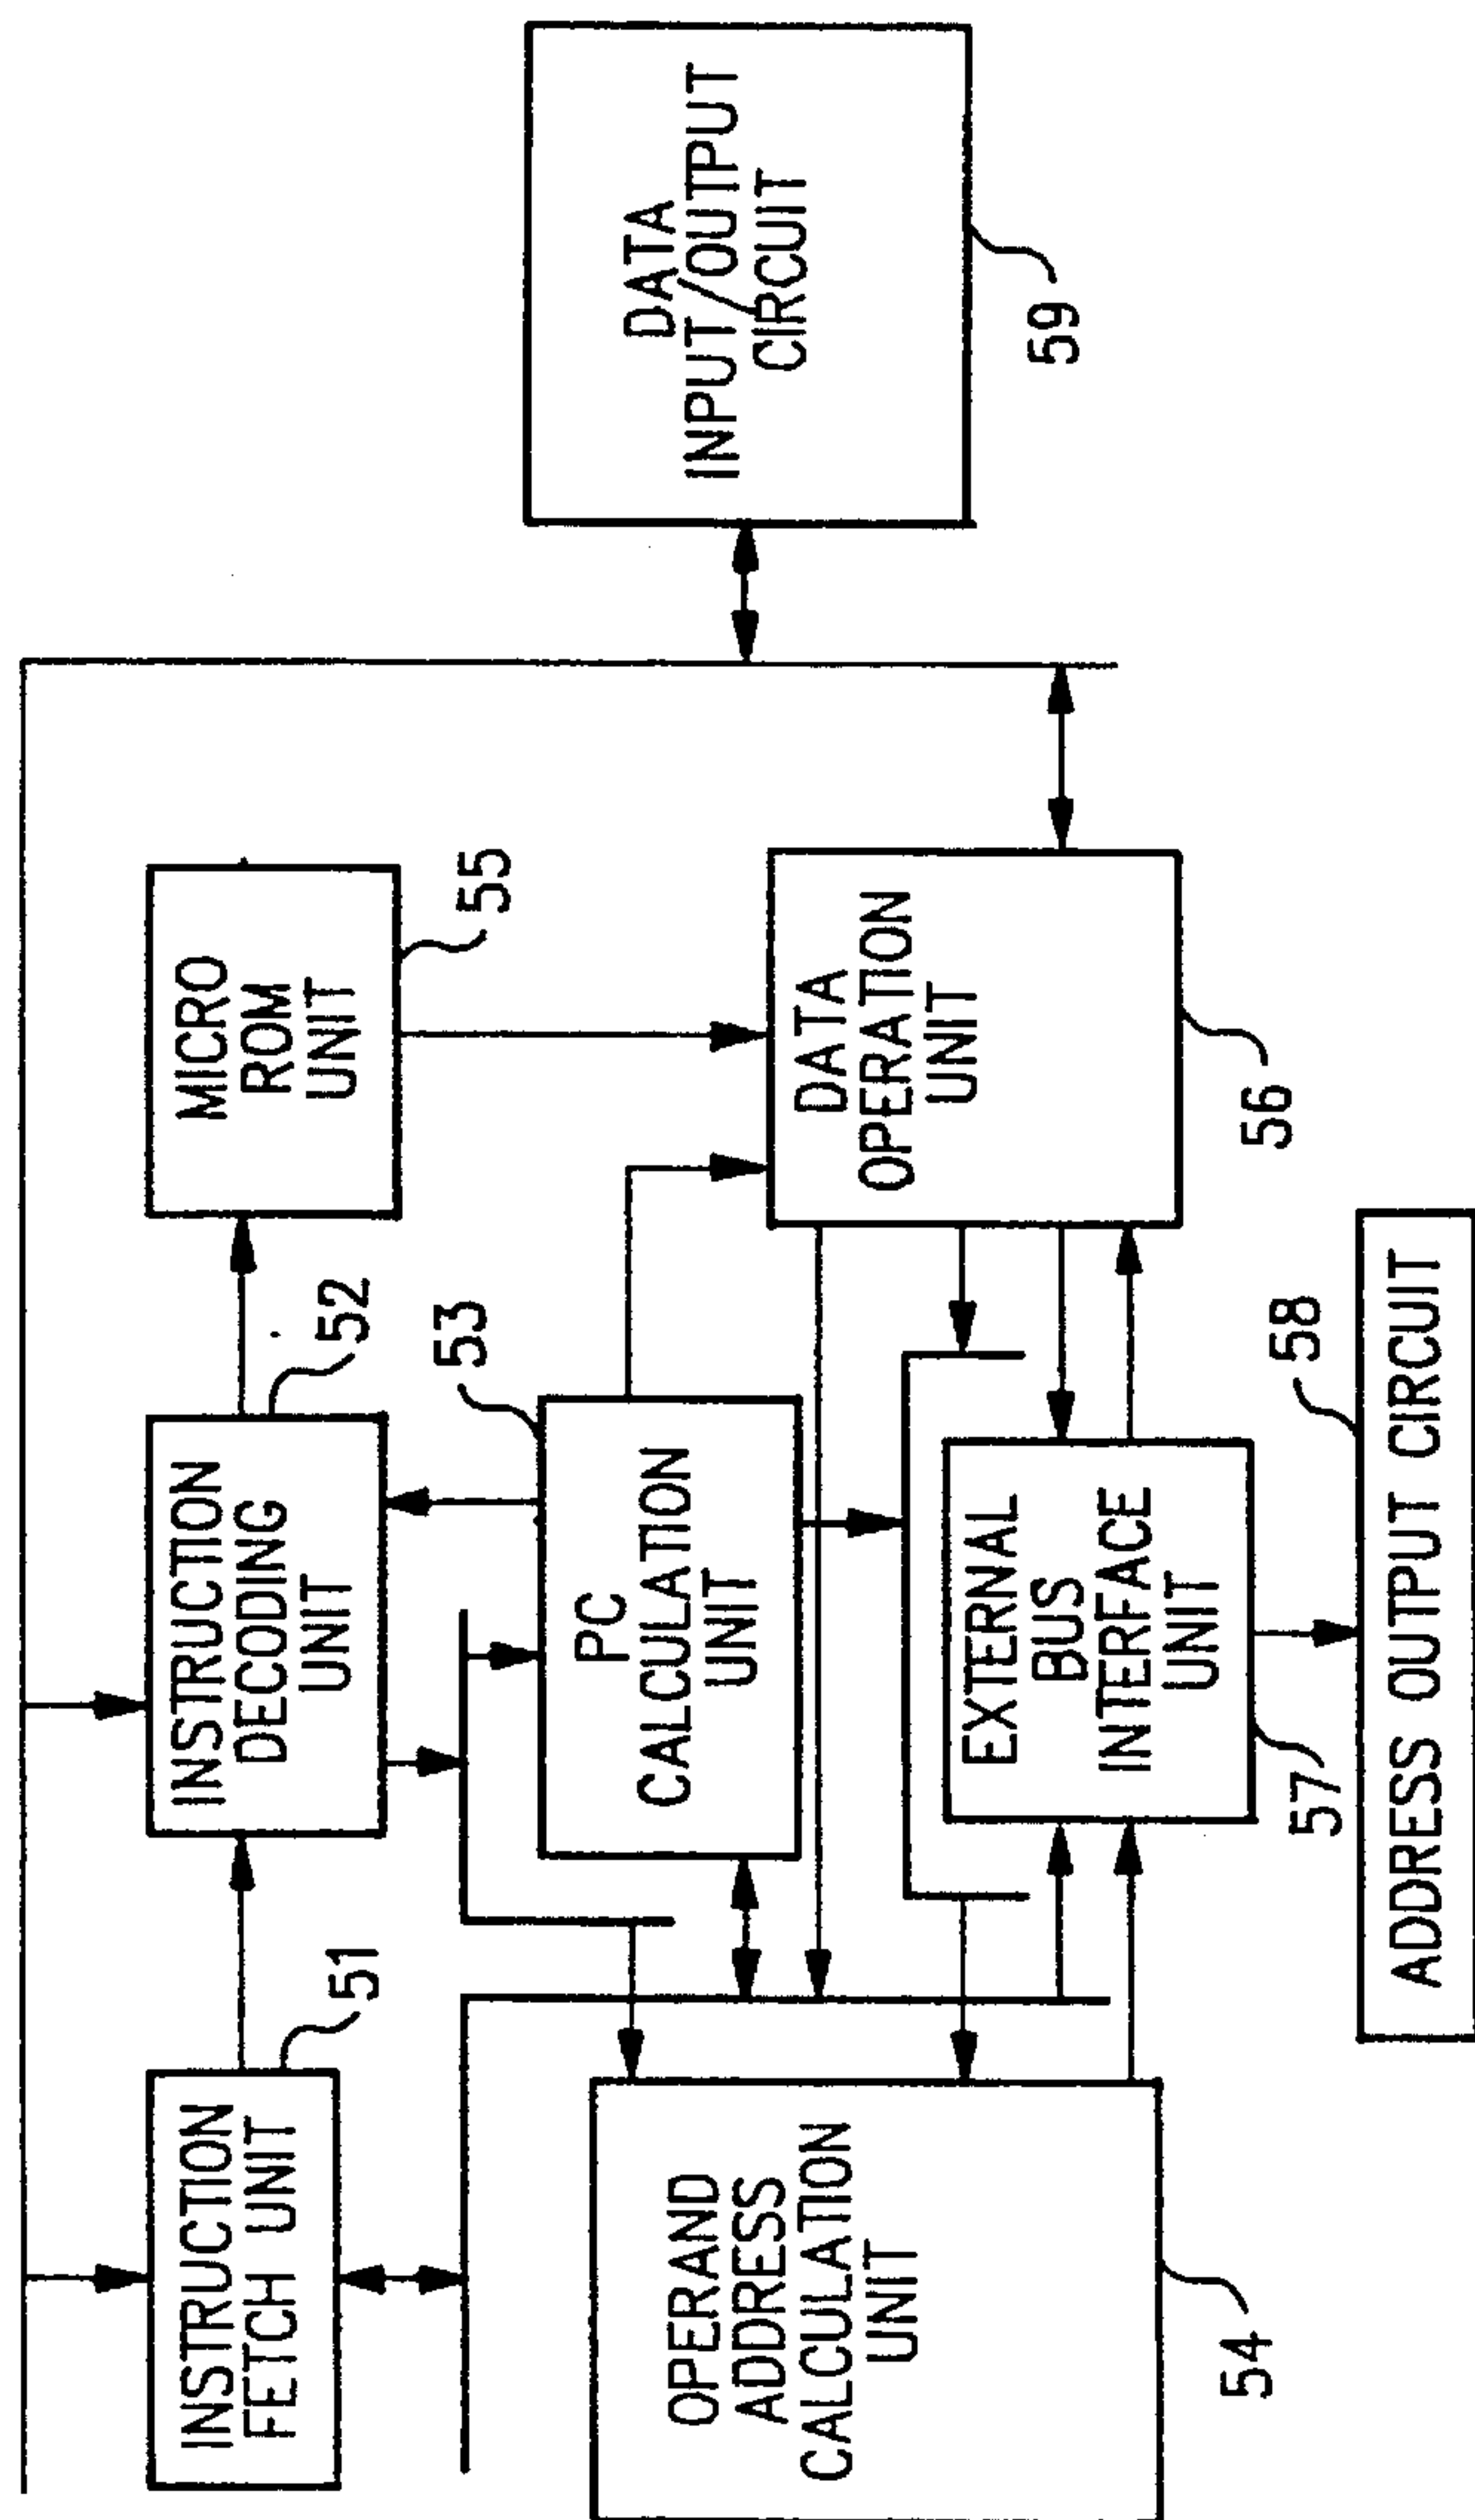 INSTRUCTION
FETCH UNIT
51
INSTRUCTION
DECODING
UNIT
52
MICRO
ROM
UNIT
55
PC
CALCULATION
UNIT
53
OPERAND
ADDRESS
CALCULATION
UNIT
54
EXTERNAL
BUS
INTERFACE
UNIT
57
DATA
OPERATION
UNIT
56
ADDRESS OUTPUT CIRCUIT
58
DATA
INPUT/OUTPUT
CIRCUIT
59